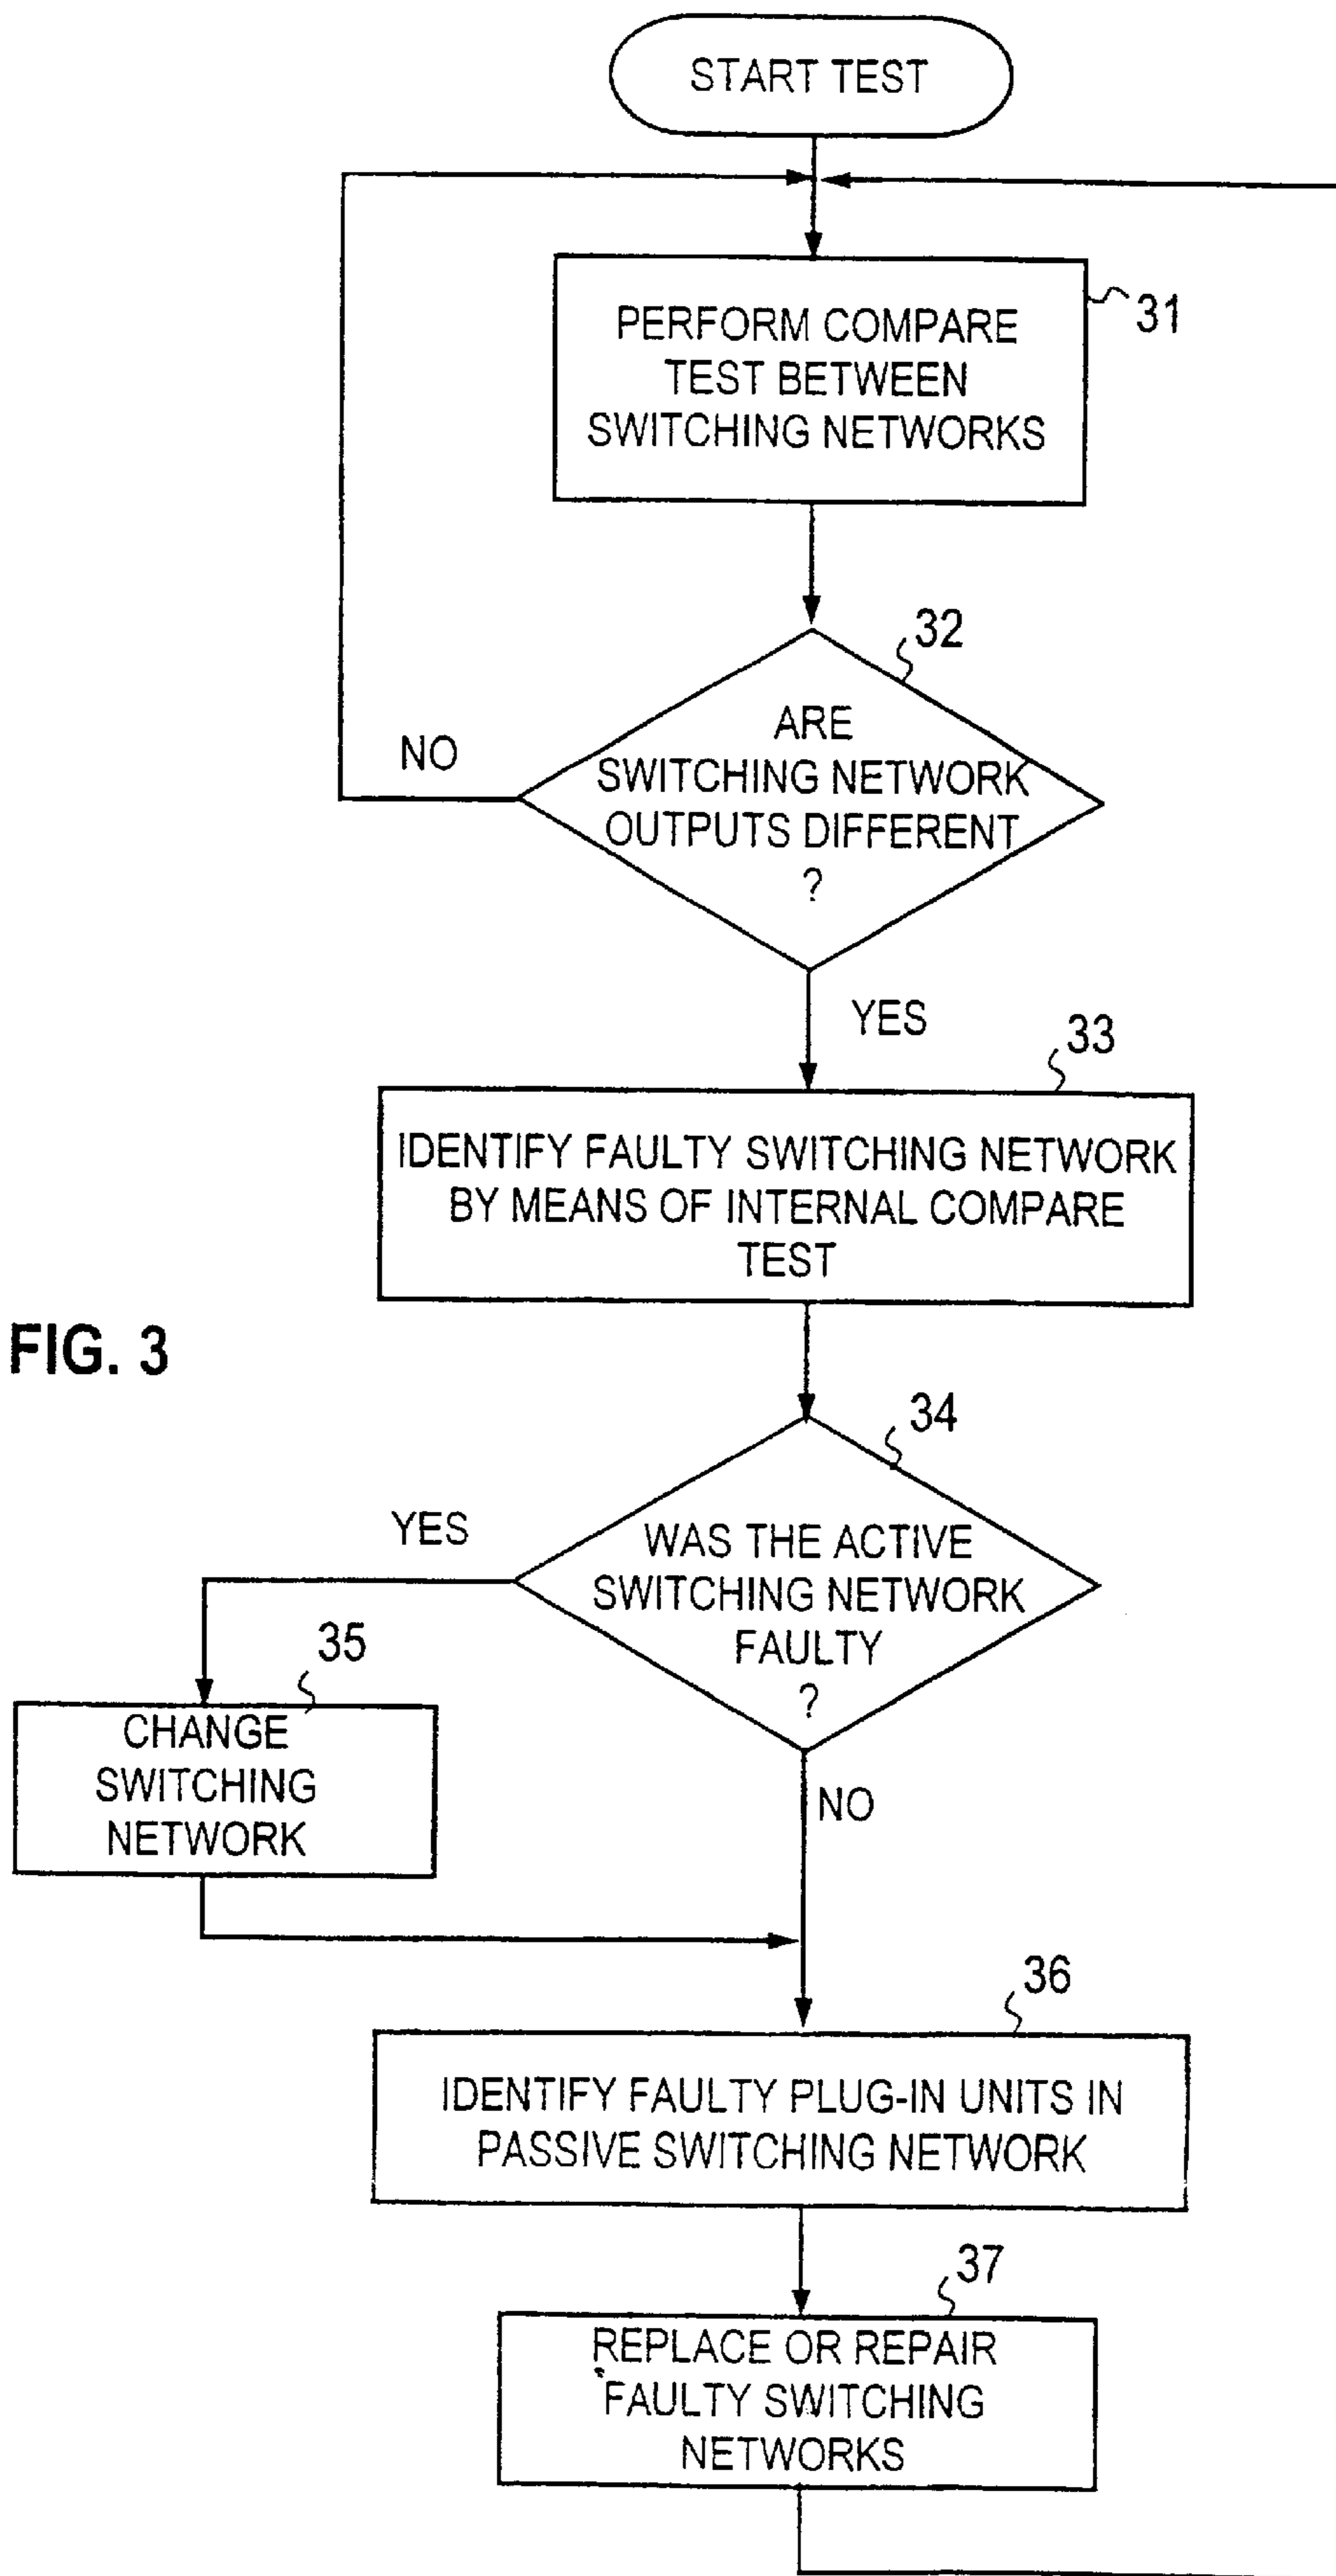 START TEST
PERFORM COMPARE
TEST BETWEEN
SWITCHING NETWORKS
31
32
ARE
SWITCHING NETWORK
OUTPUTS DIFFERENT
?
NO
YES
33
IDENTIFY FAULTY SWITCHING NETWORK
BY MEANS OF INTERNAL COMPARE
TEST
FIG. 3
34
WAS THE ACTIVE
SWITCHING NETWORK
FAULTY
?
YES
35
CHANGE
SWITCHING
NETWORK
NO
36
IDENTIFY FAULTY PLUG-IN UNITS IN
PASSIVE SWITCHING NETWORK
37
REPLACE OR REPAIR
FAULTY SWITCHING
NETWORKS